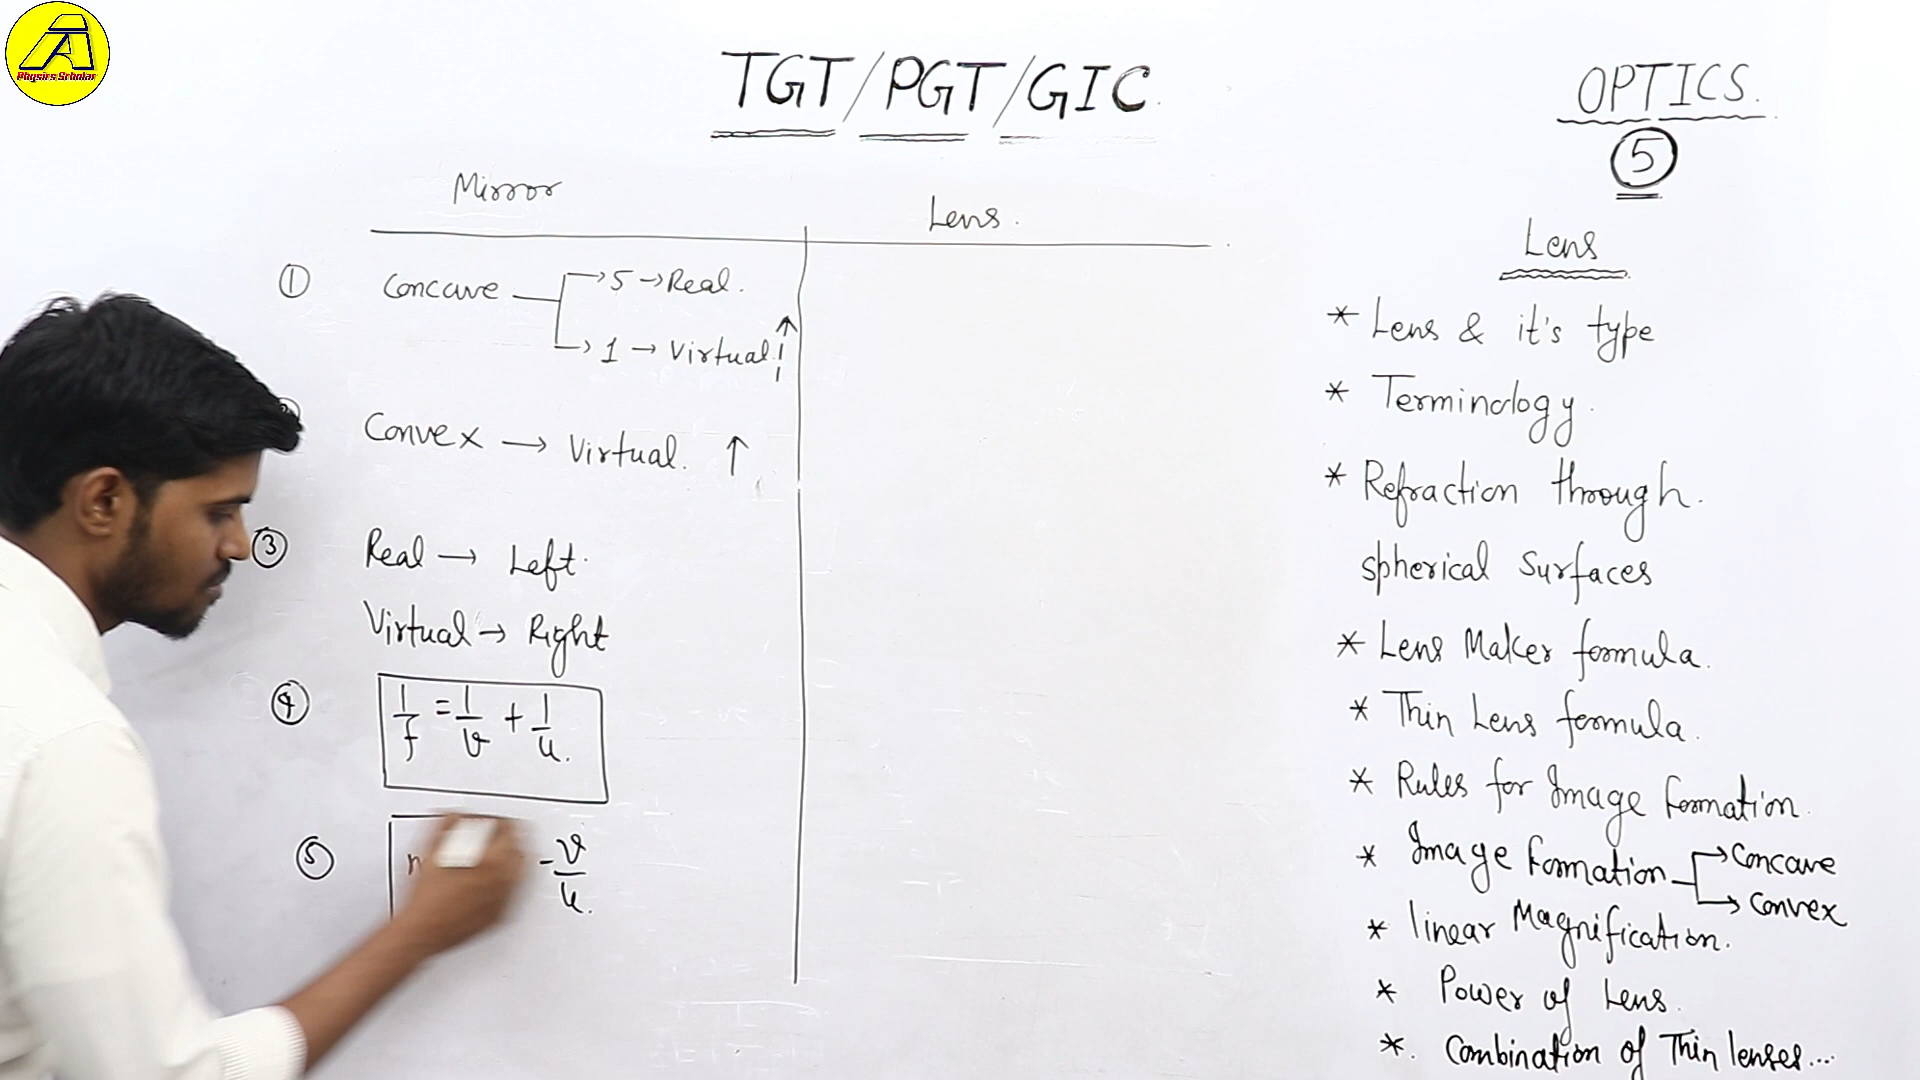 Physics Scholar
TGT/PGT/GIC
OPTICS.
5
Mirror
Lens.
① Concave → 5 → Real.
→ 1 → Virtual ↑
Convex → Virtual. ↑
③ Real → Left.
Virtual → Right
④ 1/f = 1/v + 1/u.
⑤ -v/u.
Lens
* Lens & it's type
* Terminology.
* Refraction through.
spherical surfaces
* Lens Maker formula.
* Thin Lens formula.
* Rules for Image formation.
* Image formation → Concave
→ Convex
* linear Magnification.
* Power of Lens.
*. Combination of Thin lenses...